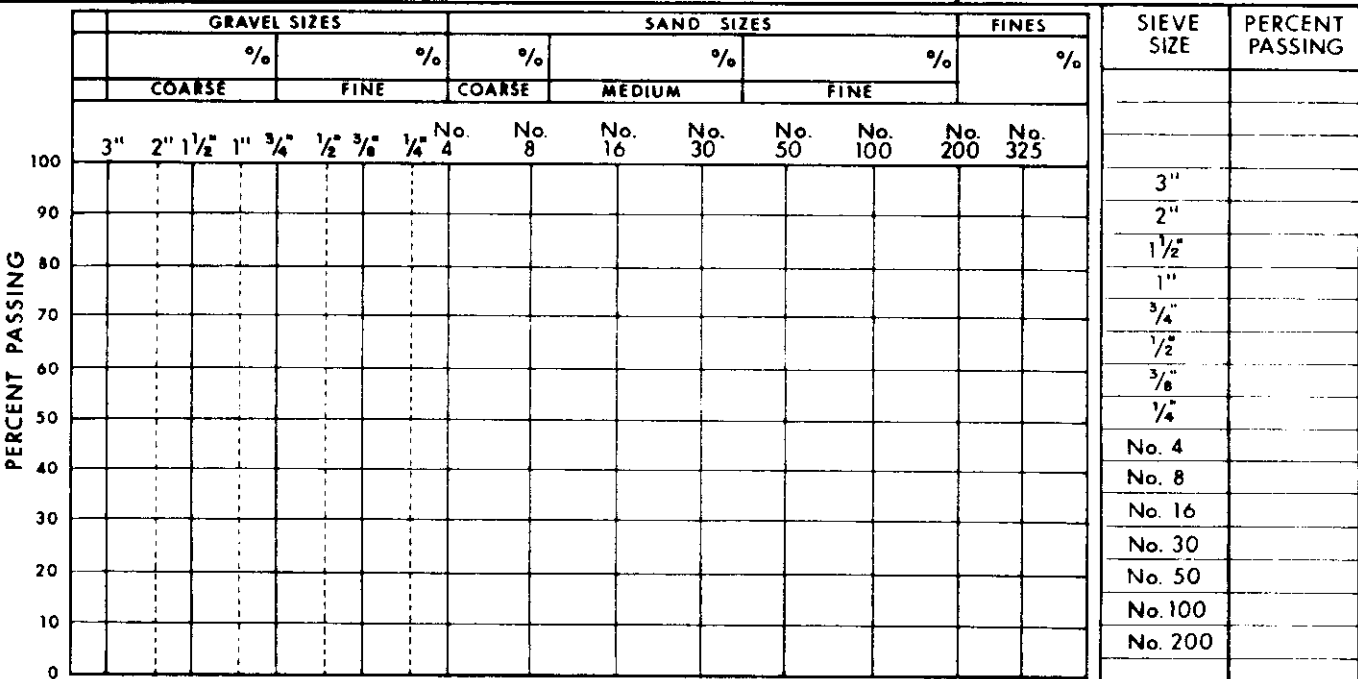 GRAVEL SIZES SAND SIZES FINES
% % % % % %
COARSE FINE COARSE MEDIUM FINE
3" 2" 1½" 1" ¾" ½" ⅜" ¼" No. 4 No. 8 No. 16 No. 30 No. 50 No. 100 No. 200 No. 325
PERCENT PASSING
100
90
80
70
60
50
40
30
20
10
0
SIEVE SIZE PERCENT PASSING
3"
2"
1½"
1"
¾"
½"
⅜"
¼"
No. 4
No. 8
No. 16
No. 30
No. 50
No. 100
No. 200